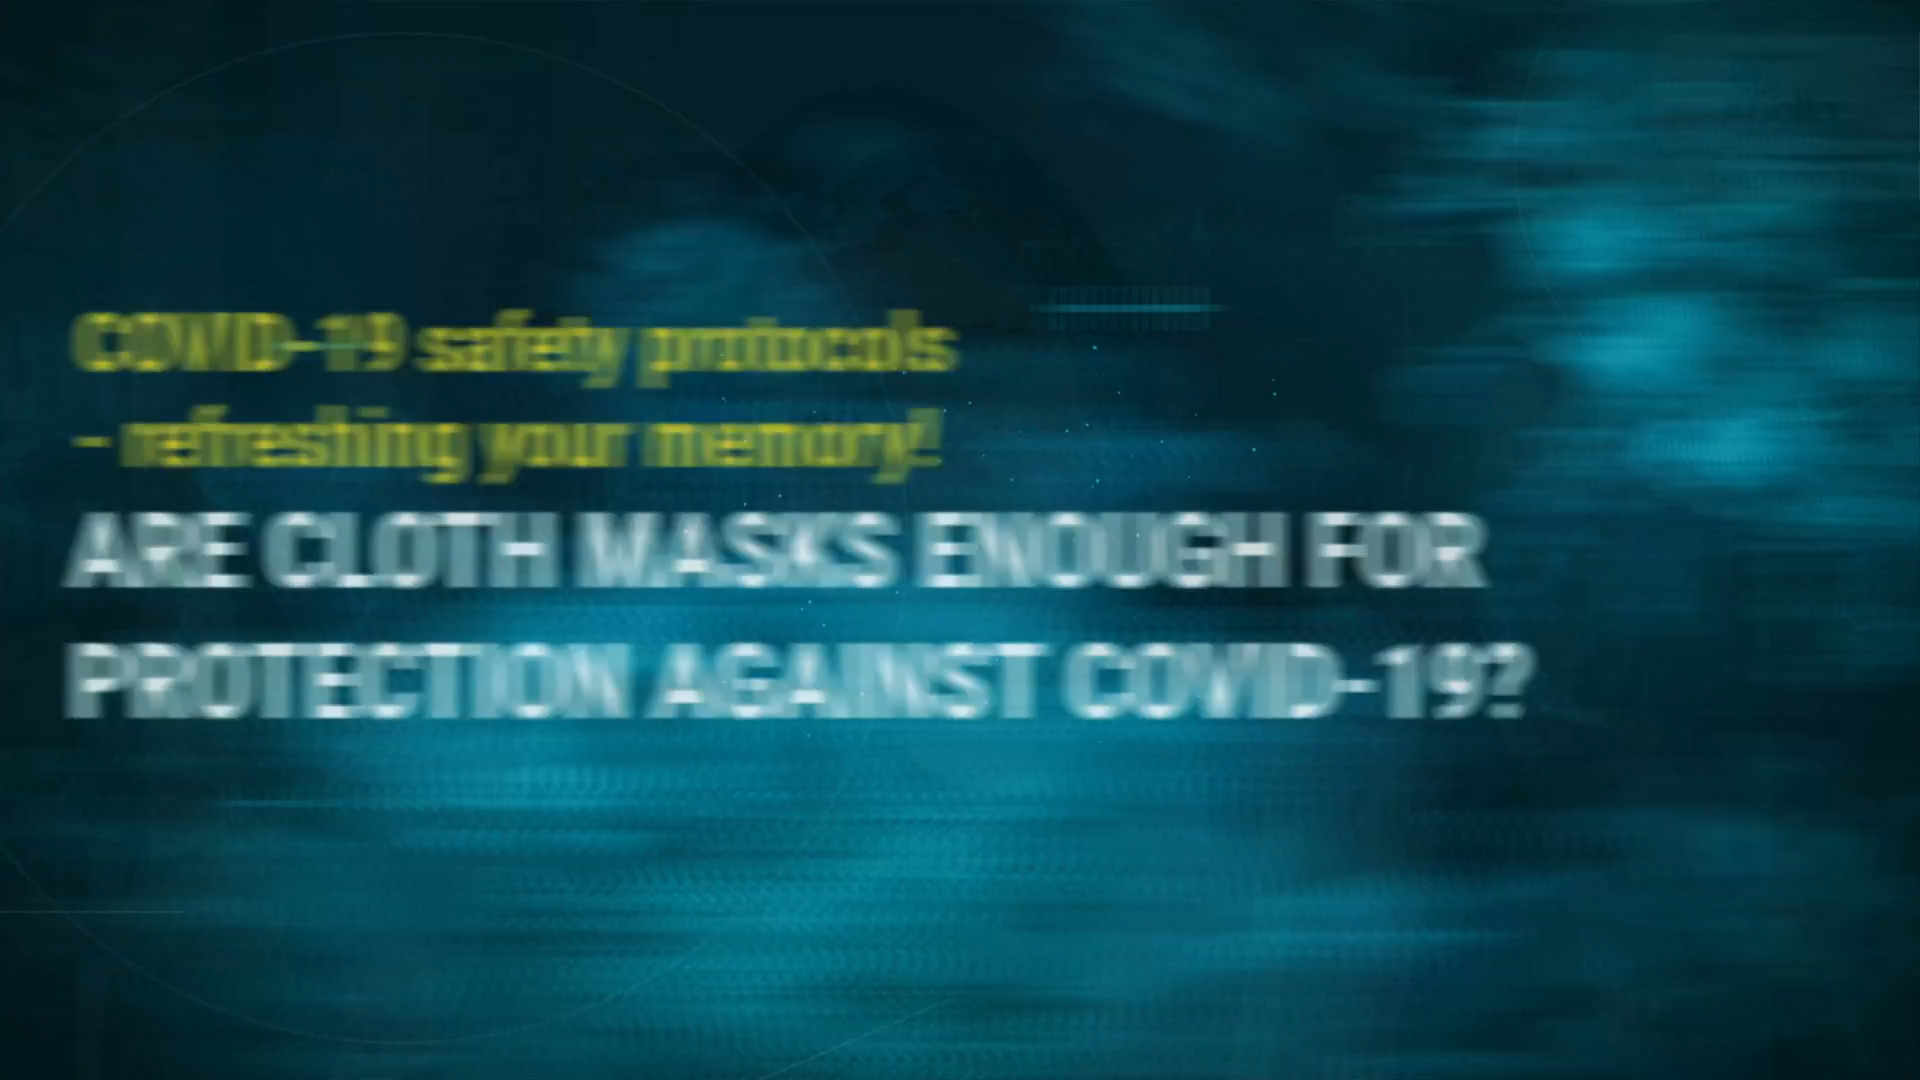 COVID-19 safety protocols
– refreshing your memory!
ARE CLOTH MASKS ENOUGH FOR
PROTECTION AGAINST COVID-19?